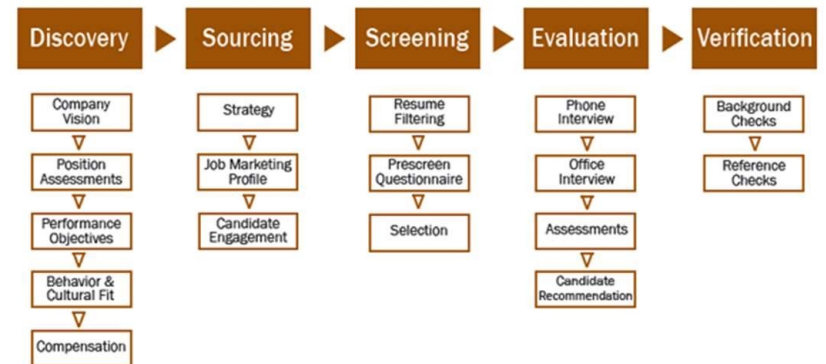 Discovery
Sourcing
Screening
Evaluation
Verification
Company
Vision
Position
Assessments
Performance
Objectives
Behavior &
Cultural Fit
Compensation
Strategy
Job Marketing
Profile
Candidate
Engagement
Resume
Filtering
Prescreen
Questionnaire
Selection
Phone
Interview
Office
Interview
Assessments
Candidate
Recommendation
Background
Checks
Reference
Checks